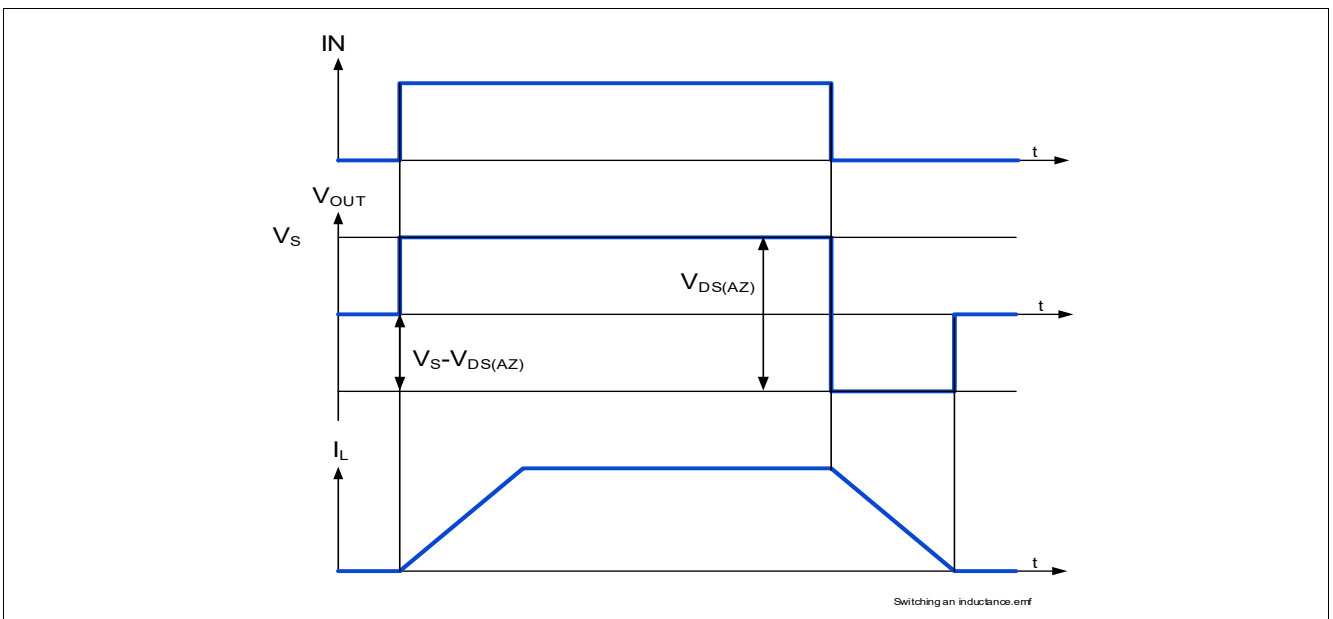 IN
t
VOUT
VS
VDS(AZ)
t
VS-VDS(AZ)
IL
t
Switching an inductance.emf